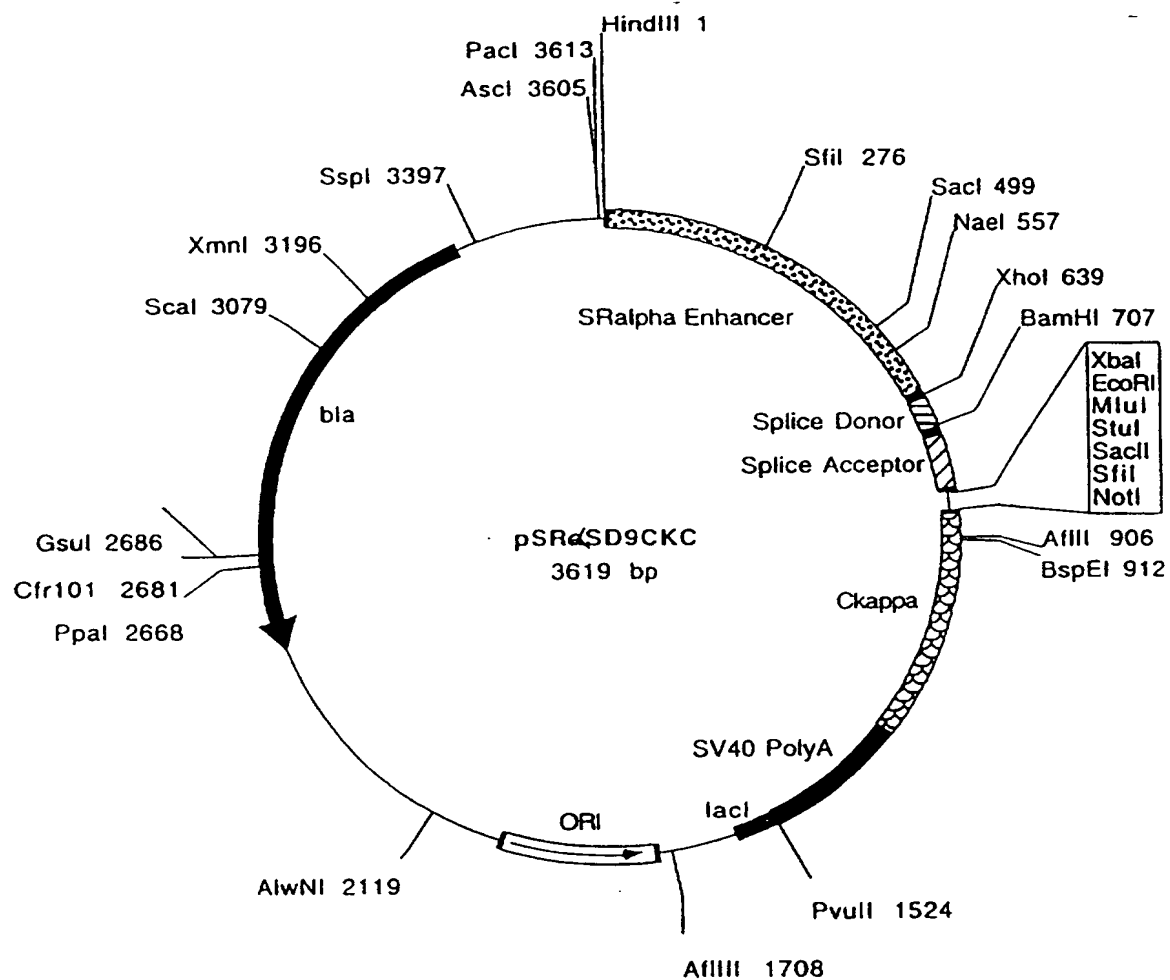 HindIII 1
PacI 3613
AscI 3605
SspI 3397
XmnI 3196
ScaI 3079
SfiI 276
SacI 499
NaeI 557
XhoI 639
BamHI 707
XbaI
EcoRI
MluI
StuI
SacII
SfiI
NotI
SRalpha Enhancer
Splice Donor
Splice Acceptor
bla
pSRαSD9CKC
3619 bp
AflII 906
BspEI 912
Ckappa
GsuI 2686
Cfr101 2681
PpaI 2668
SV40 PolyA
lacI
ORI
AlwNI 2119
PvuII 1524
AflIII 1708